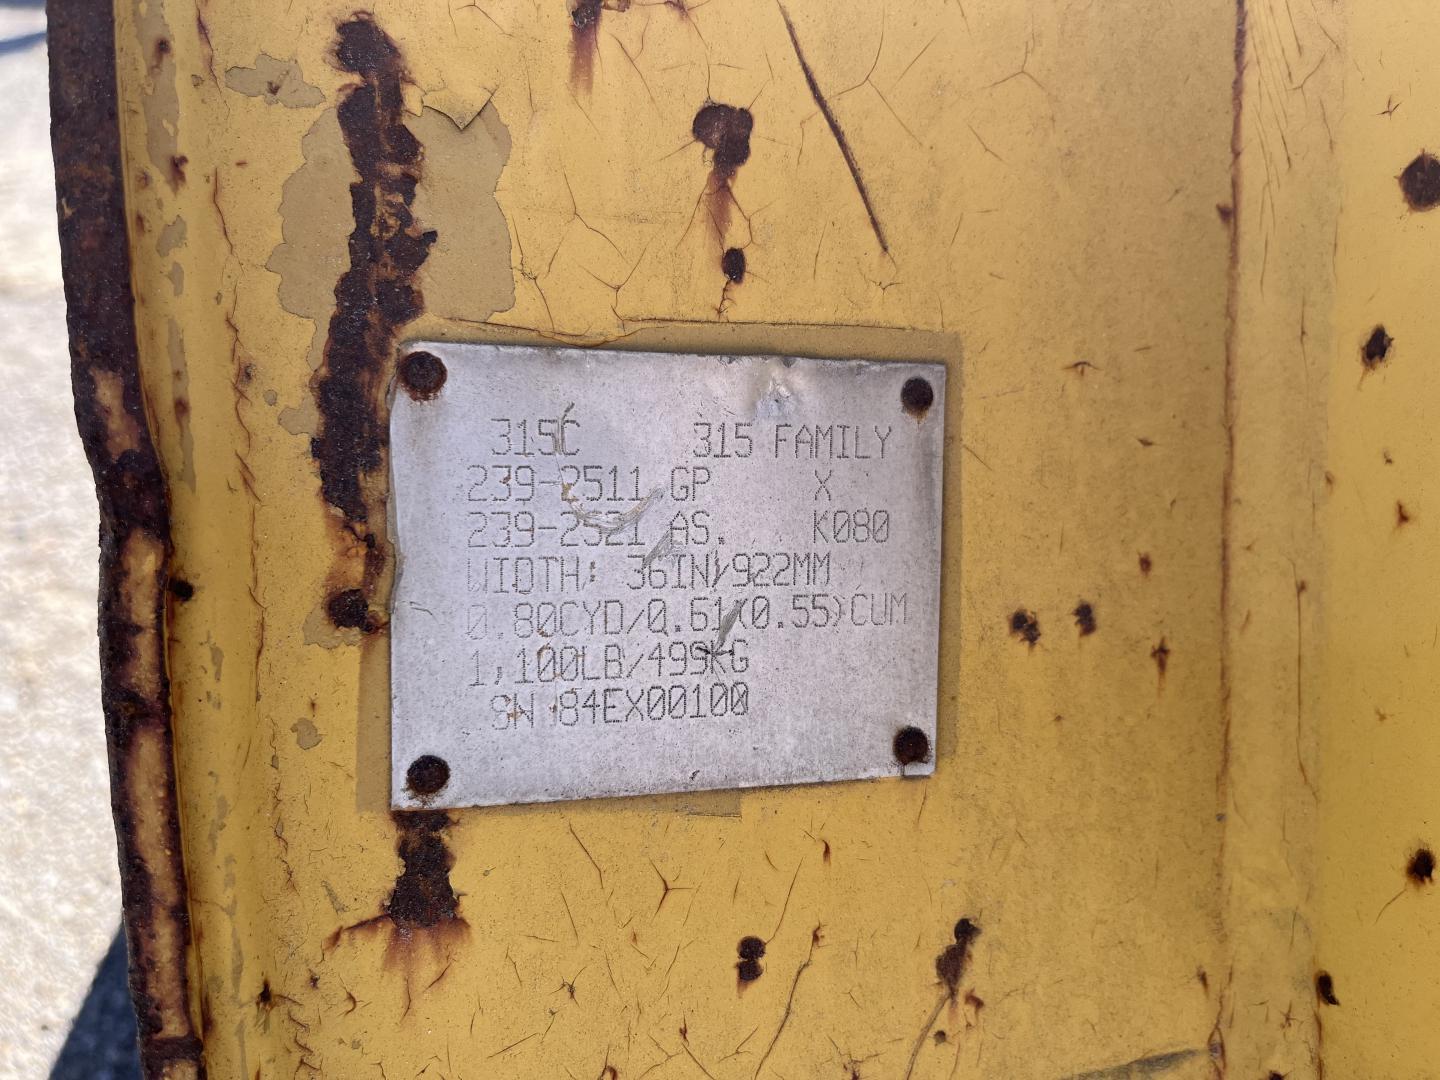 315C 315 FAMILY
239-2511 GP X
239-2521 AS. K080
WIDTH: 36IN/922MM
0.80CYD/0.61(0.55)CUM
1,100LB/499KG
SN 84EX00100